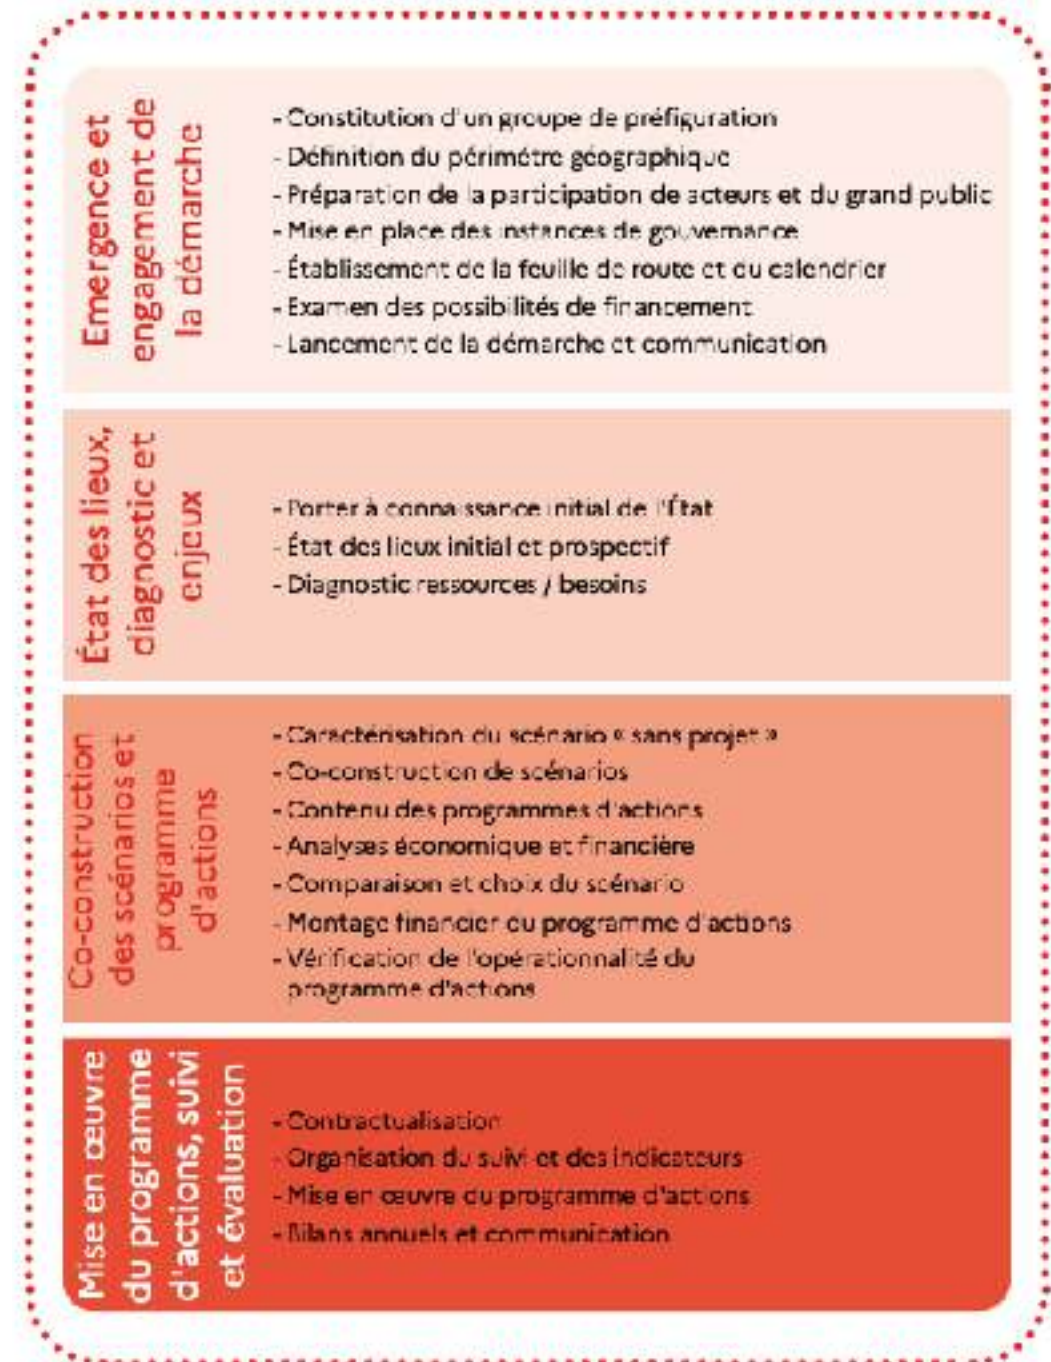 Emergence et
engagement de
la démarche
- Constitution d'un groupe de préfiguration
- Définition du périmétre géographique
- Préparation de la participation de acteurs et du grand public
- Mise en place des instances de gouvernance
- Établissement de la feuille de route et du calendrier
- Examen des possibilités de financement
- Lancement de la démarche et communication
État des lieux,
diagnostic et
enjeux
- Porter à connaissance initial de l'État
- État des lieux initial et prospectif
- Diagnostic ressources / besoins
Co-construction
des scénarios et
programme
d'actions
- Caractérisation du scénario « sans projet »
- Co-construction de scénarios
- Contenu des programmes d'actions
- Analyses économique et financière
- Comparaison et choix du scénario
- Montage financier du programme d'actions
- Vérification de l'opérationnalité du
programme d'actions
Mise en œuvre
du programme
d'actions, suivi
et évaluation
- Contractualisation
- Organisation du suivi et des indicateurs
- Mise en œuvre du programme d'actions
- Bilans annuels et communication